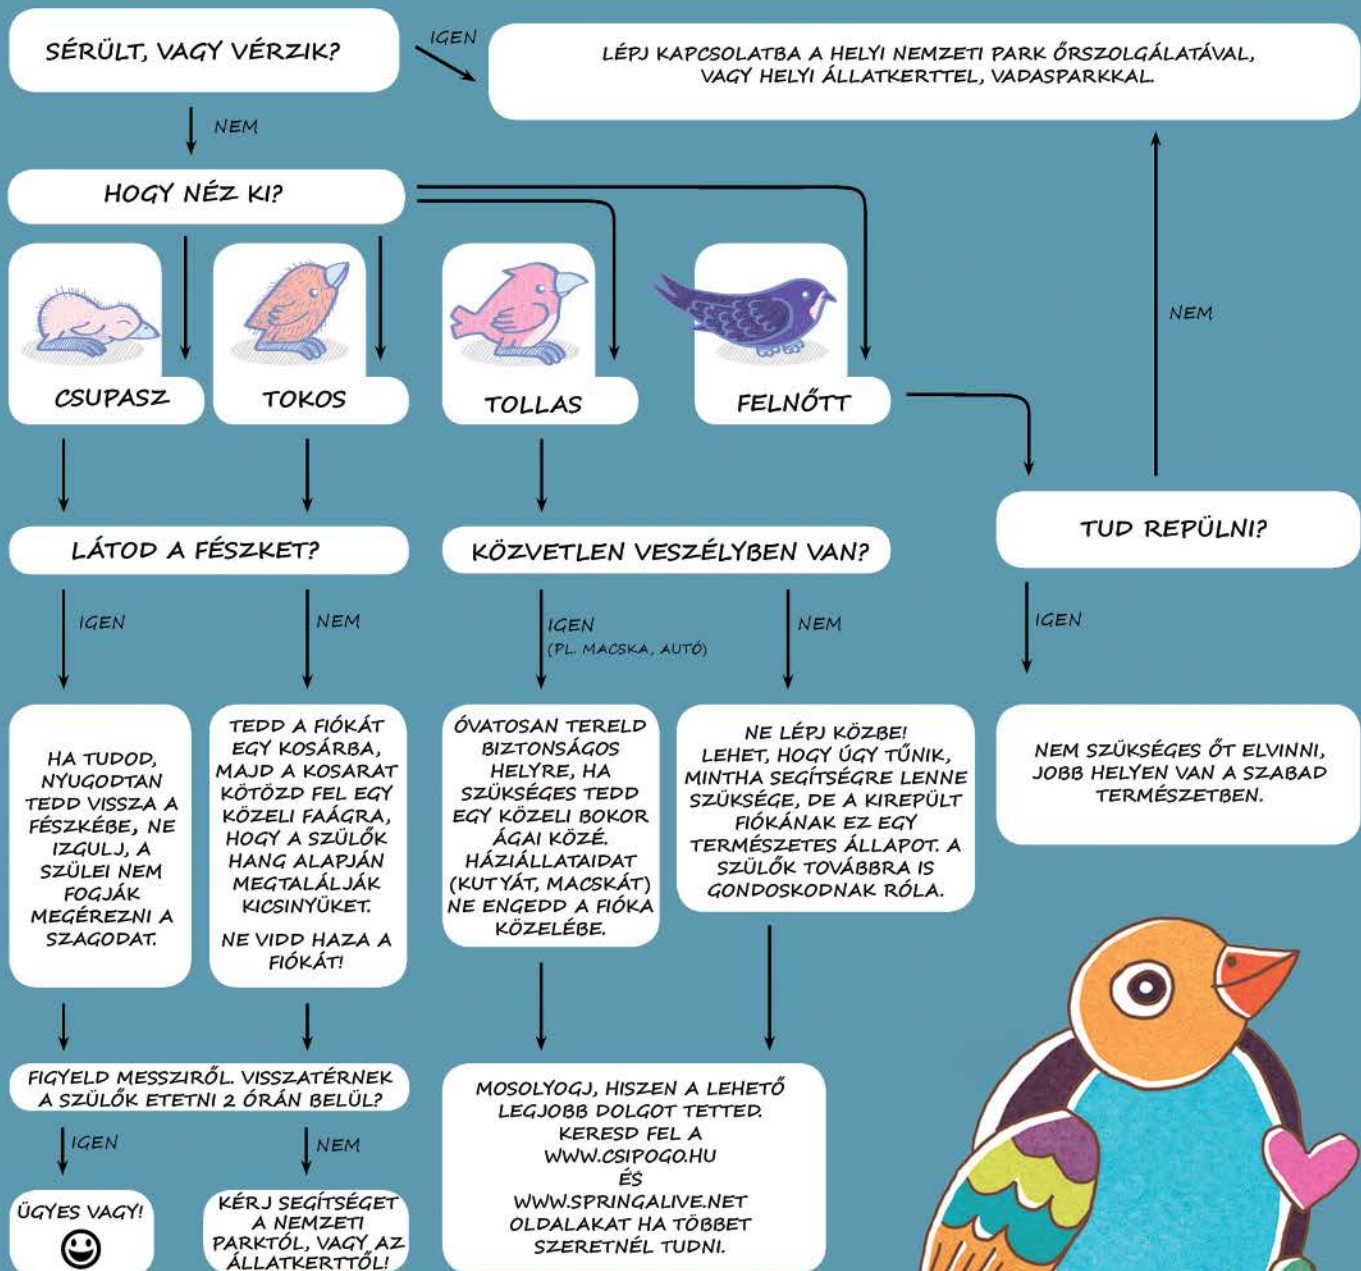 SÉRÜLT, VAGY VÉRZIK?
IGEN
LÉPJ KAPCSOLATBA A HELYI NEMZETI PARK ŐRSZOLGÁLATÁVAL,
VAGY HELYI ÁLLATKERTTEL, VADASPARKKAL.
NEM
HOGY NÉZ KI?
CSUPASZ
TOKOS
TOLLAS
FELNŐTT
NEM
LÁTOD A FÉSZKET?
KÖZVETLEN VESZÉLYBEN VAN?
TUD REPÜLNI?
IGEN
NEM
IGEN
(PL. MACSKA, AUTÓ)
NEM
IGEN
HA TUDOD,
NYUGODTAN
TEDD VISSZA A
FÉSZKÉBE, NE
IZGULJ, A
SZÜLEI NEM
FOGJÁK
MEGÉREZNI A
SZAGODAT.
TEDD A FIÓKÁT
EGY KOSÁRBA,
MAJD A KOSARAT
KÖTÖZD FEL EGY
KÖZELI FAÁGRA,
HOGY A SZÜLŐK
HANG ALAPJÁN
MEGTALÁLJÁK
KICSINYÜKET.
NE VIDD HAZA A
FIÓKÁT!
ÓVATOSAN TERELD
BIZTONSÁGOS
HELYRE, HA
SZÜKSÉGES TEDD
EGY KÖZELI BOKOR
ÁGAI KÖZÉ.
HÁZIÁLLATAIDAT
(KUTYÁT, MACSKÁT)
NE ENGEDD A FIÓKA
KÖZELÉBE.
NE LÉPJ KÖZBE!
LEHET, HOGY ÚGY TŰNIK,
MINTHA SEGÍTSÉGRE LENNE
SZÜKSÉGE, DE A KIREPÜLT
FIÓKÁNAK EZ EGY
TERMÉSZETES ÁLLAPOT. A
SZÜLŐK TOVÁBBRA IS
GONDOSKODNAK RÓLA.
NEM SZÜKSÉGES ŐT ELVINNI,
JOBB HELYEN VAN A SZABAD
TERMÉSZETBEN.
FIGYELD MESSZIRŐL. VISSZATÉRNEK
A SZÜLŐK ETETNI 2 ÓRÁN BELÜL?
IGEN
NEM
ÜGYES VAGY!
KÉRJ SEGÍTSÉGET
A NEMZETI
PARKTÓL, VAGY AZ
ÁLLATKERTTŐL!
MOSOLYOGJ, HISZEN A LEHETŐ
LEGJOBB DOLGOT TETTED.
KERESD FEL A
WWW.CSIPOGO.HU
ÉS
WWW.SPRINGALIVE.NET
OLDALAKAT HA TÖBBET
SZERETNÉL TUDNI.